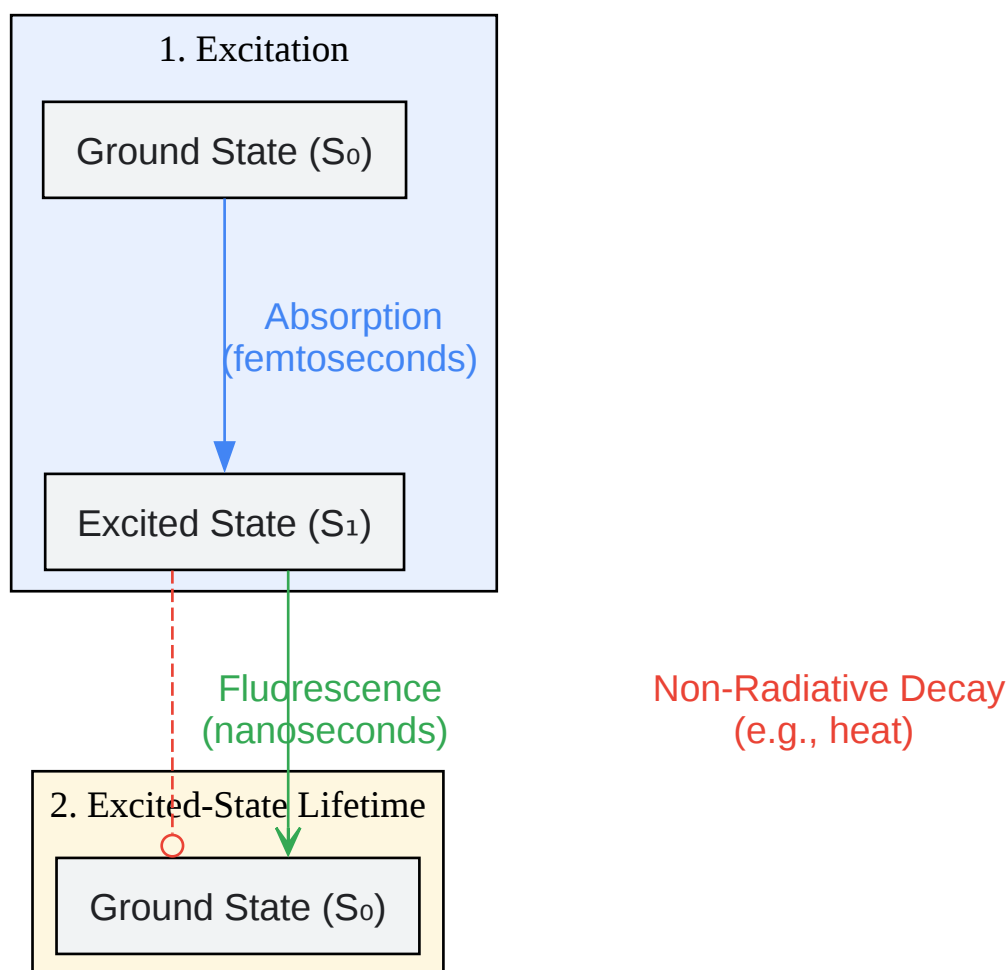 1. Excitation
Ground State (S₀)
Absorption
(femtoseconds)
Excited State (S₁)
Fluorescence
(nanoseconds)
Non-Radiative Decay
(e.g., heat)
2. Excited-State Lifetime
Ground State (S₀)